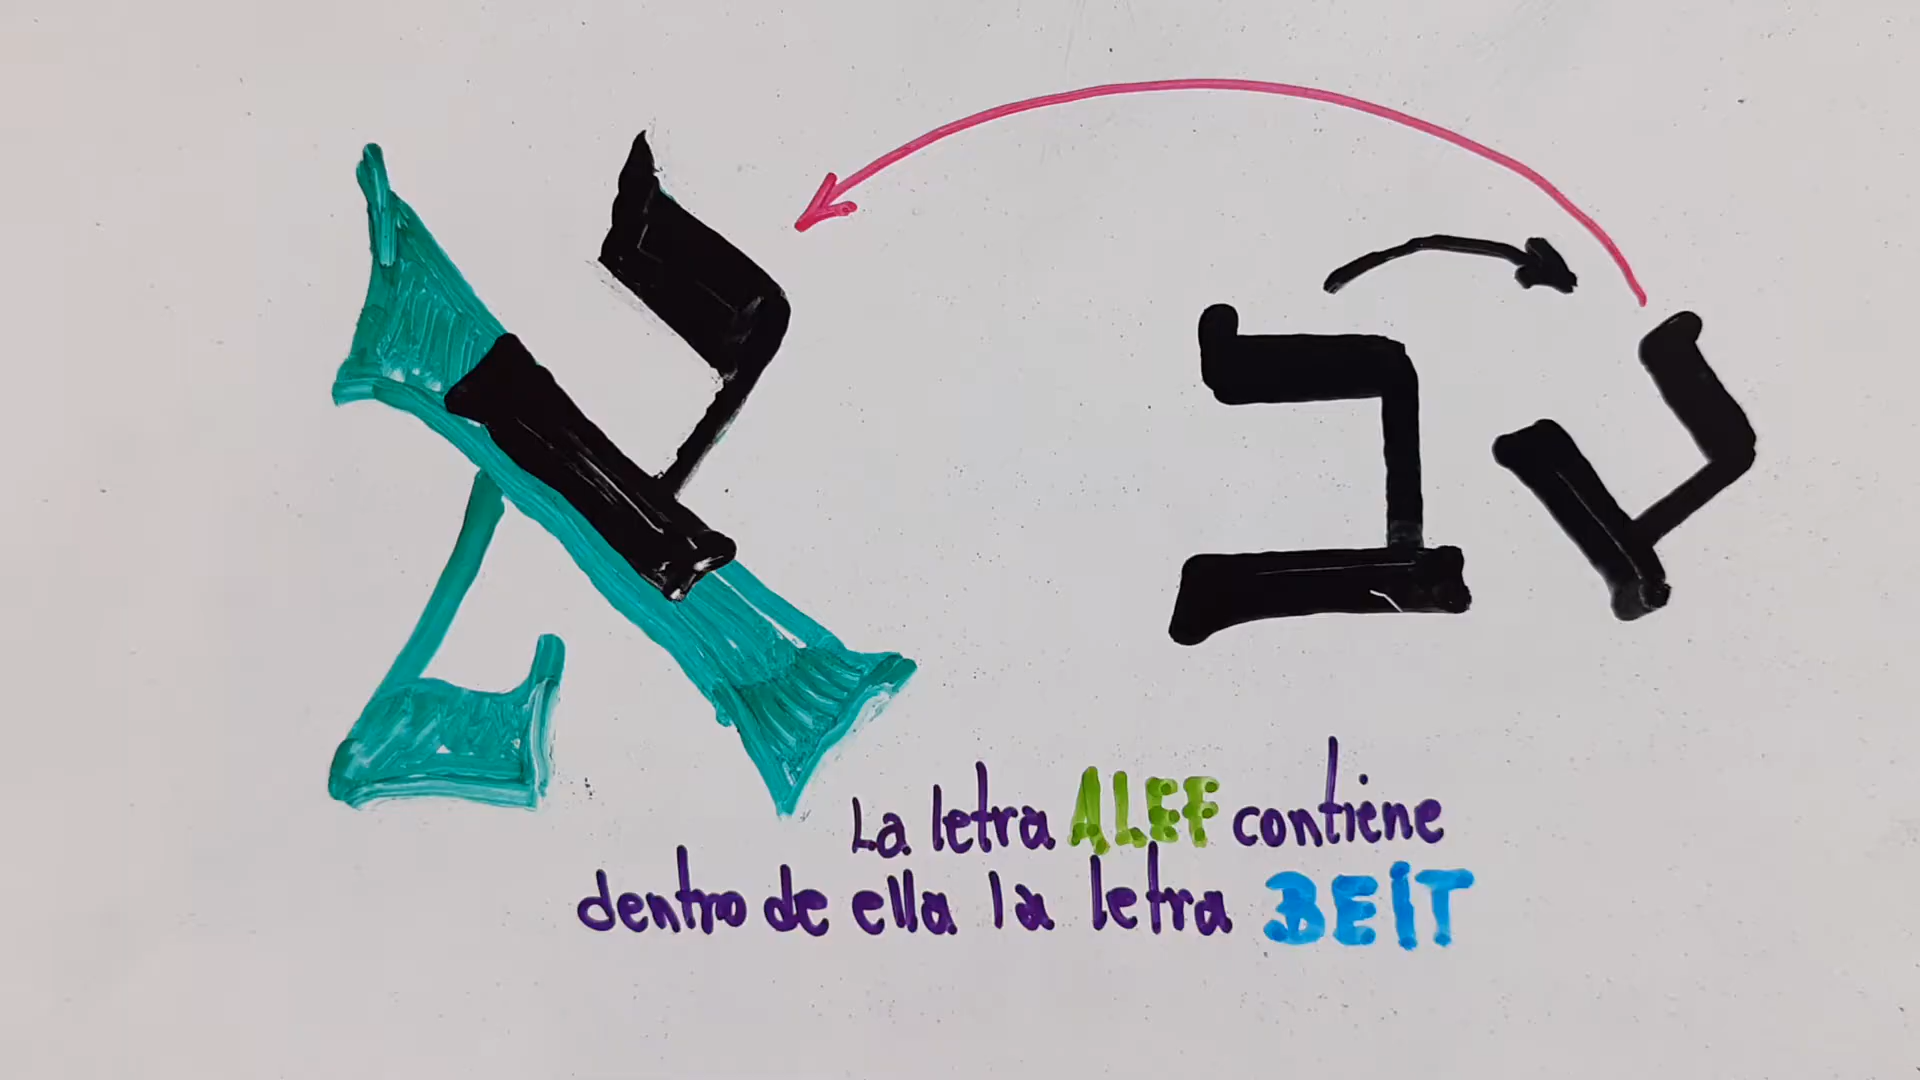 א ב ב
La letra ALEF contiene
dentro de ella la letra BEIT